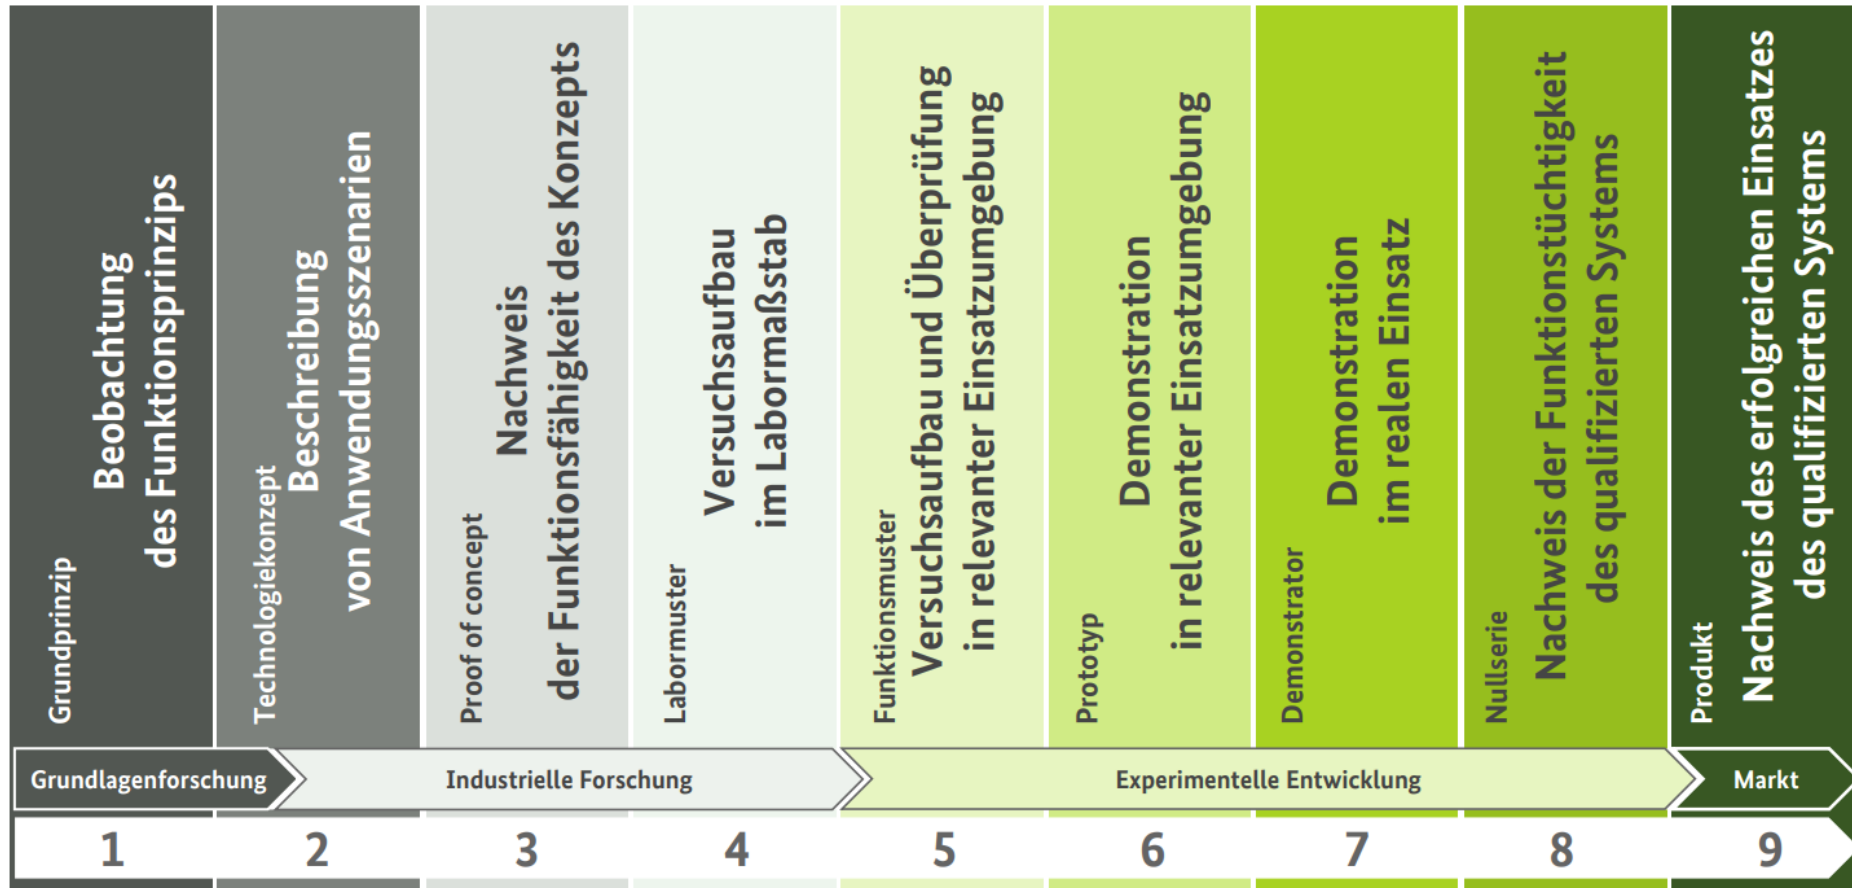 Grundprinzip
Beobachtung
des Funktionsprinzips
Technologiekonzept
Beschreibung
von Anwendungsszenarien
Proof of concept
Nachweis
der Funktionsfähigkeit des Konzepts
Labormuster
Versuchsaufbau
im Labormaßstab
Funktionsmuster
Versuchsaufbau und Überprüfung
in relevanter Einsatzumgebung
Prototyp
Demonstration
in relevanter Einsatzumgebung
Demonstrator
Demonstration
im realen Einsatz
Nullserie
Nachweis der Funktionstüchtigkeit
des qualifizierten Systems
Produkt
Nachweis des erfolgreichen Einsatzes
des qualifizierten Systems
Grundlagenforschung
Industrielle Forschung
Experimentelle Entwicklung
Markt
1 2 3 4 5 6 7 8 9